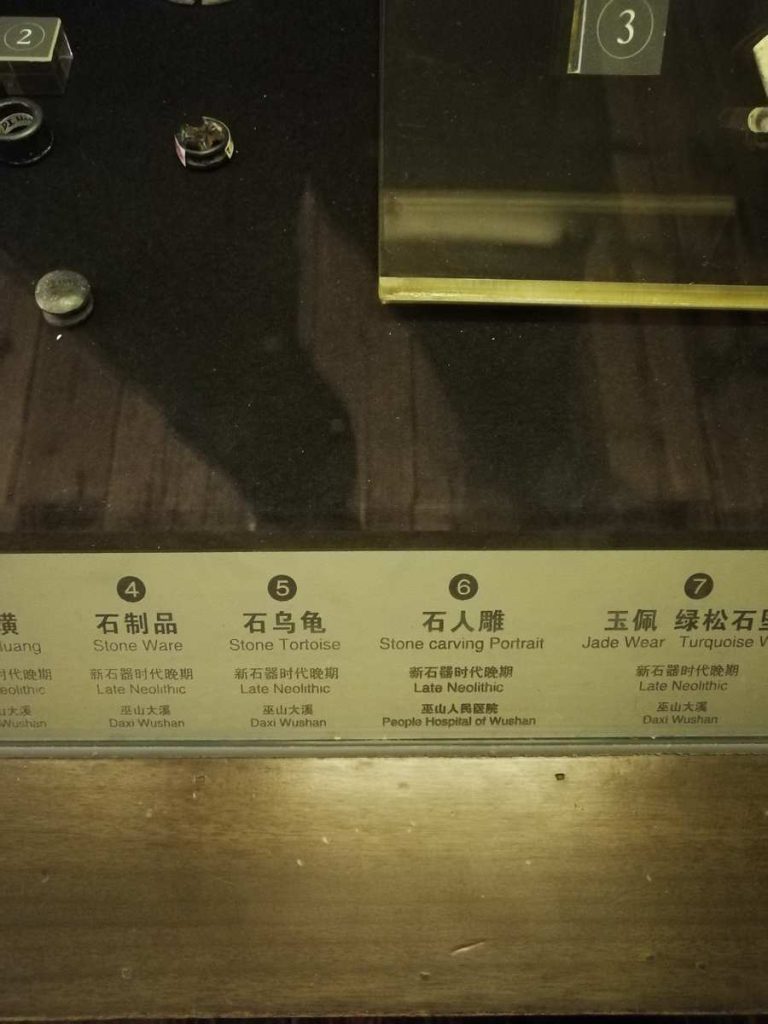 2
3
4
石制品
Stone Ware
新石器时代晚期
Late Neolithic
巫山大溪
Daxi Wushan
5
石乌龟
Stone Tortoise
新石器时代晚期
Late Neolithic
巫山大溪
Daxi Wushan
6
石人雕
Stone carving Portrait
新石器时代晚期
Late Neolithic
巫山人民医院
People Hospital of Wushan
7
玉佩 绿松石
Jade Wear Turquoise
新石器时代晚期
Late Neolithic
巫山大溪
Daxi Wushan